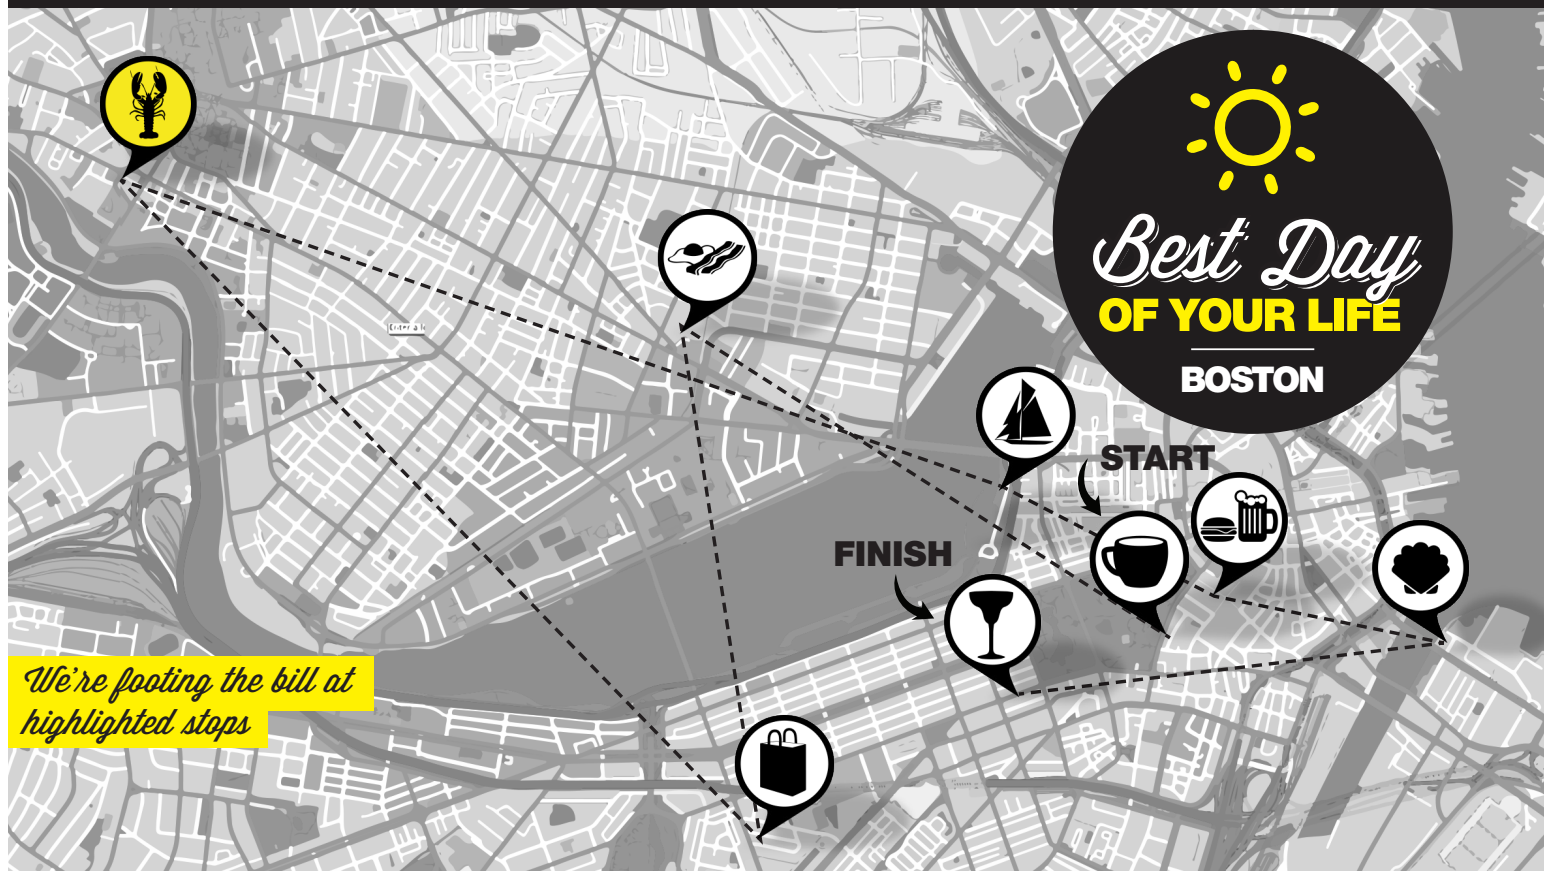 Best Day
OF YOUR LIFE
BOSTON
START
FINISH
We're footing the bill at
highlighted stops